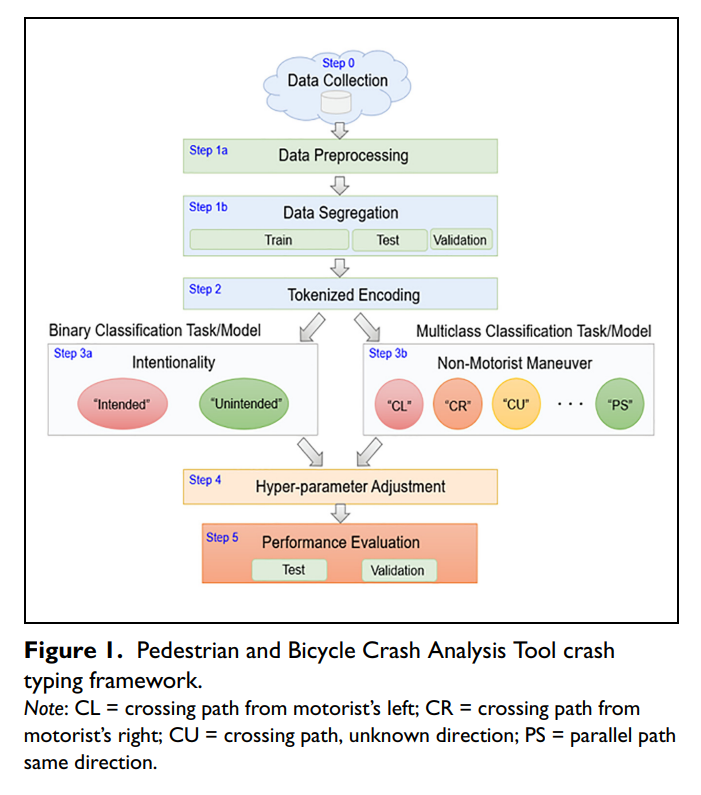 Step 0
Data Collection
Step 1a
Data Preprocessing
Step 1b
Data Segregation
Train Test Validation
Step 2
Tokenized Encoding
Binary Classification Task/Model
Multiclass Classification Task/Model
Step 3a
Intentionality
"Intended" "Unintended"
Step 3b
Non-Motorist Maneuver
"CL" "CR" "CU" · · · "PS"
Step 4
Hyper-parameter Adjustment
Step 5
Performance Evaluation
Test Validation
Figure 1. Pedestrian and Bicycle Crash Analysis Tool crash
typing framework.
Note: CL = crossing path from motorist's left; CR = crossing path from
motorist's right; CU = crossing path, unknown direction; PS = parallel path
same direction.